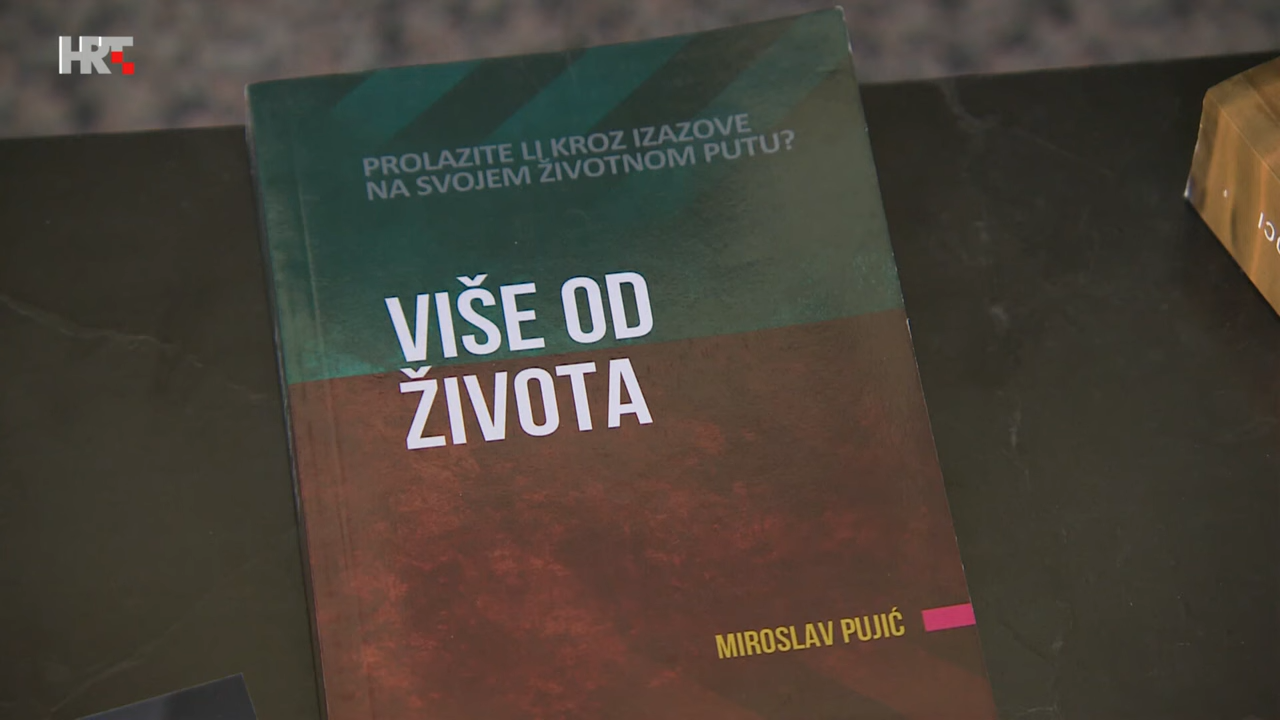 HRT
PROLAZITE LI KROZ IZAZOVE
NA SVOJEM ŽIVOTNOM PUTU?
VIŠE OD
ŽIVOTA
MIROSLAV PUJIĆ